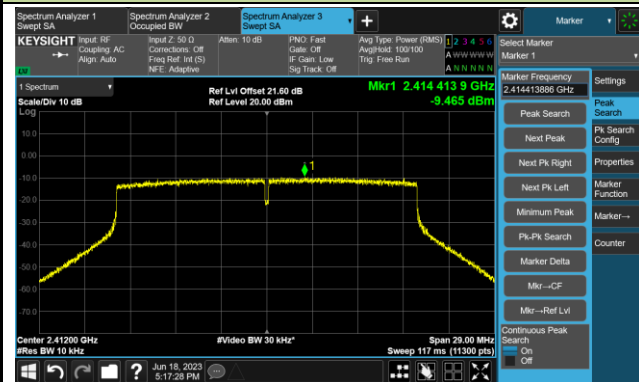 Spectrum Analyzer 1
Swept SA
Spectrum Analyzer 2
Occupied BW
Spectrum Analyzer 3
Swept SA
Marker
KEYSIGHT
LXI
Input: RF
Coupling: AC
Align: Auto
Input Z: 50 Ω
Corrections: Off
Freq Ref: Int (S)
NFE: Adaptive
Atten: 10 dB
PNO: Fast
Gate: Off
IF Gain: Low
Sig Track: Off
Avg Type: Power (RMS)
Avg|Hold: 100/100
Trig: Free Run
1 2 3 4 5 6
A W W W W W
A N N N N N
Select Marker
Marker 1
1 Spectrum
Scale/Div 10 dB
Log
Ref Lvl Offset 21.60 dB
Ref Level 20.00 dBm
Mkr1 2.414 413 9 GHz
-9.465 dBm
10.0
0.00
-10.0
-20.0
-30.0
-40.0
-50.0
-60.0
-70.0
1
Center 2.41200 GHz
#Res BW 10 kHz
#Video BW 30 kHz*
Span 29.00 MHz
Sweep 117 ms (11300 pts)
Marker Frequency
2.414413886 GHz
Peak Search
Next Peak
Next Pk Right
Next Pk Left
Minimum Peak
Pk-Pk Search
Marker Delta
Mkr→CF
Mkr→Ref Lvl
Continuous Peak
Search
On
Off
Settings
Peak
Search
Pk Search
Config
Properties
Marker
Function
Marker→
Counter
Jun 18, 2023
5:17:28 PM